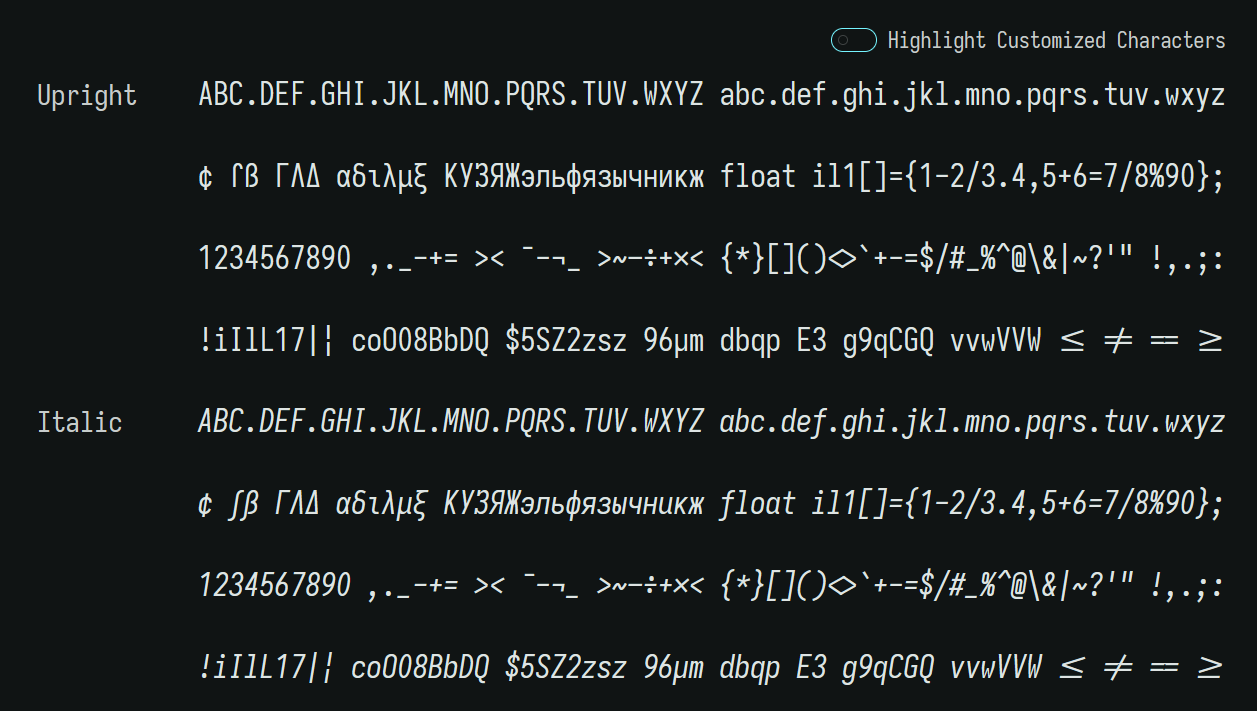 Highlight Customized Characters
Upright ABC.DEF.GHI.JKL.MNO.PQRS.TUV.WXYZ abc.def.ghi.jkl.mno.pqrs.tuv.wxyz
¢ ſß ΓΛΔ αδιλμξ КУЗЯЖэльфязычникж float il1[]={1-2/3.4,5+6=7/8%90};
1234567890 ,._-+= >< ¯-¬_ >~–÷+×< {*}[]()<>`+-=$/#_%^@\&|~?'" !,.;:
!iIlL17|¦ coO08BbDQ $5SZ2zsz 96µm dbqp E3 g9qCGQ vvwVVW <= != == >=
Italic ABC.DEF.GHI.JKL.MNO.PQRS.TUV.WXYZ abc.def.ghi.jkl.mno.pqrs.tuv.wxyz
¢ ſß ΓΛΔ αδιλμξ КУЗЯЖэльфязычникж float il1[]={1-2/3.4,5+6=7/8%90};
1234567890 ,._-+= >< ¯-¬_ >~–÷+×< {*}[]()<>`+-=$/#_%^@\&|~?'" !,.;:
!iIlL17|¦ coO08BbDQ $5SZ2zsz 96µm dbqp E3 g9qCGQ vvwVVW <= != == >=